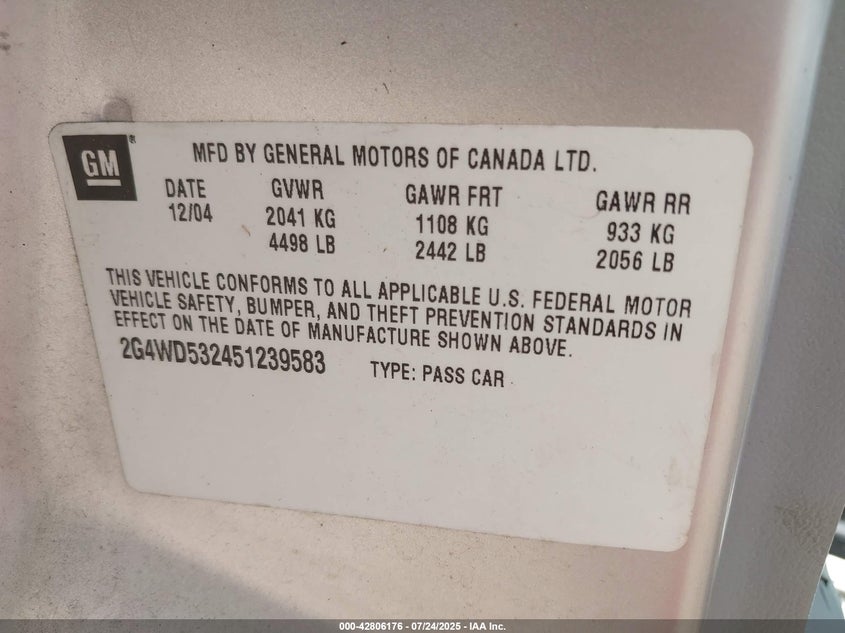 GM
MFD BY GENERAL MOTORS OF CANADA LTD.
DATE GVWR GAWR FRT GAWR RR
12/04 2041 KG 1108 KG 933 KG
4498 LB 2442 LB 2056 LB
THIS VEHICLE CONFORMS TO ALL APPLICABLE U.S. FEDERAL MOTOR
VEHICLE SAFETY, BUMPER, AND THEFT PREVENTION STANDARDS IN
EFFECT ON THE DATE OF MANUFACTURE SHOWN ABOVE.
2G4WD532451239583 TYPE: PASS CAR
000-42806176 - 07/24/2025 - IAA Inc.